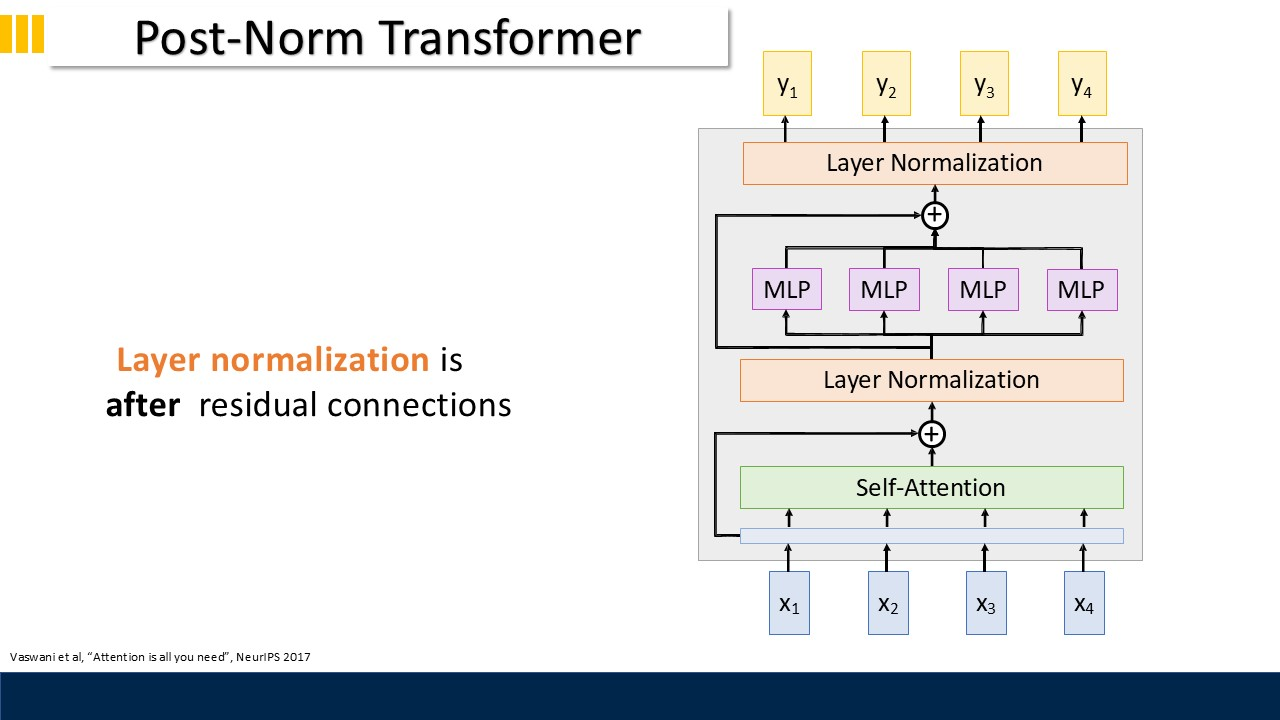 Post-Norm Transformer
y1 y2 y3 y4
Layer Normalization
+
MLP MLP MLP MLP
Layer normalization is
after residual connections
Layer Normalization
+
Self-Attention
x1 x2 x3 x4
Vaswani et al, “Attention is all you need”, NeurIPS 2017